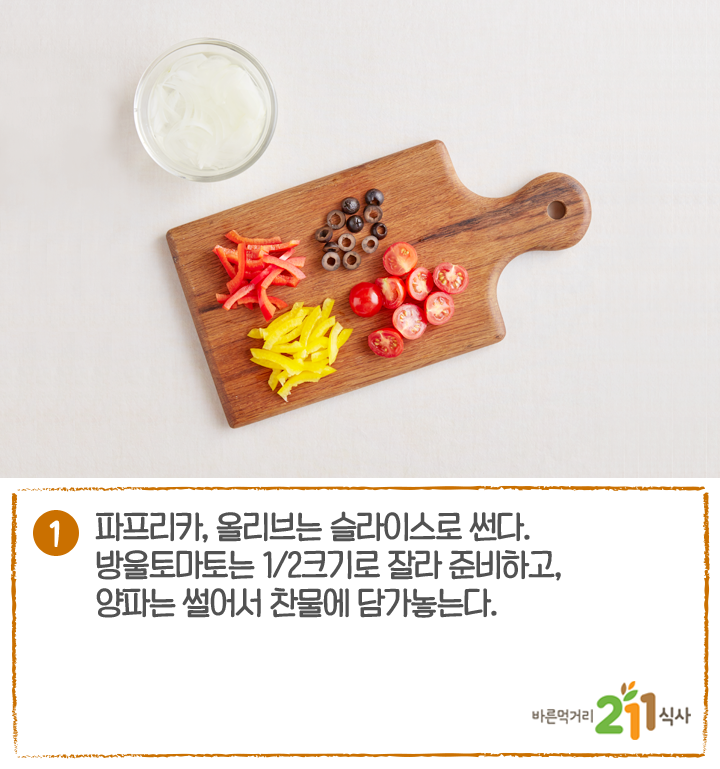 1
파프리카, 올리브는 슬라이스로 썬다.
방울토마토는 1/2크기로 잘라 준비하고,
양파는 썰어서 찬물에 담가놓는다.
바른먹거리 211 식사